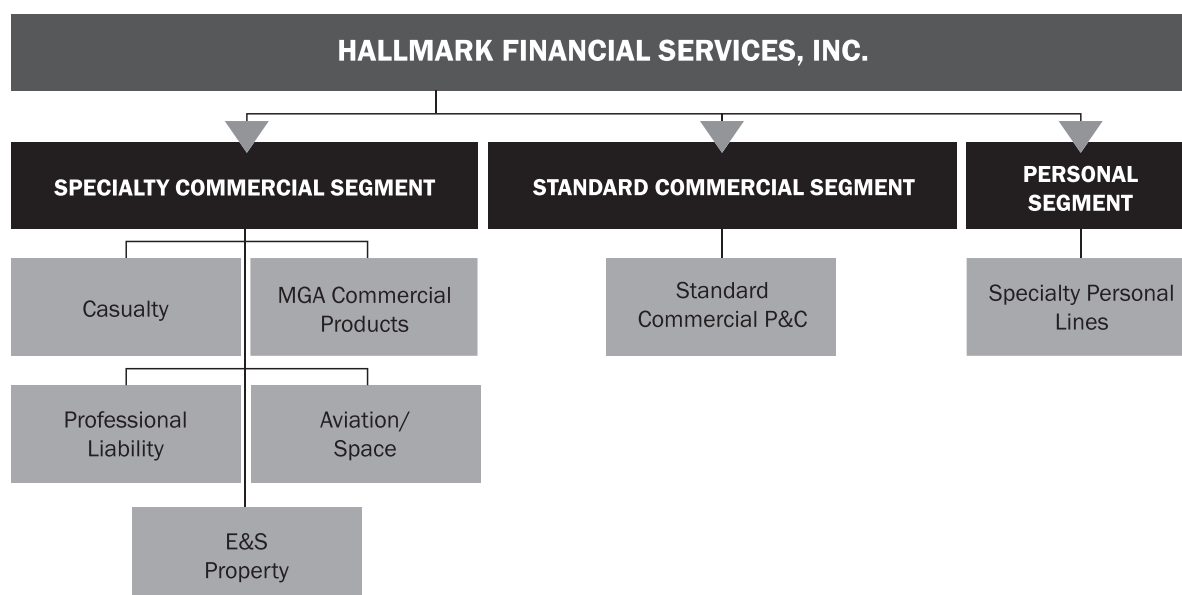 HALLMARK FINANCIAL SERVICES, INC.
SPECIALTY COMMERCIAL SEGMENT
STANDARD COMMERCIAL SEGMENT
PERSONAL
SEGMENT
Casualty
MGA Commercial
Products
Standard
Commercial P&C
Specialty Personal
Lines
Professional
Liability
Aviation/
Space
E&S
Property